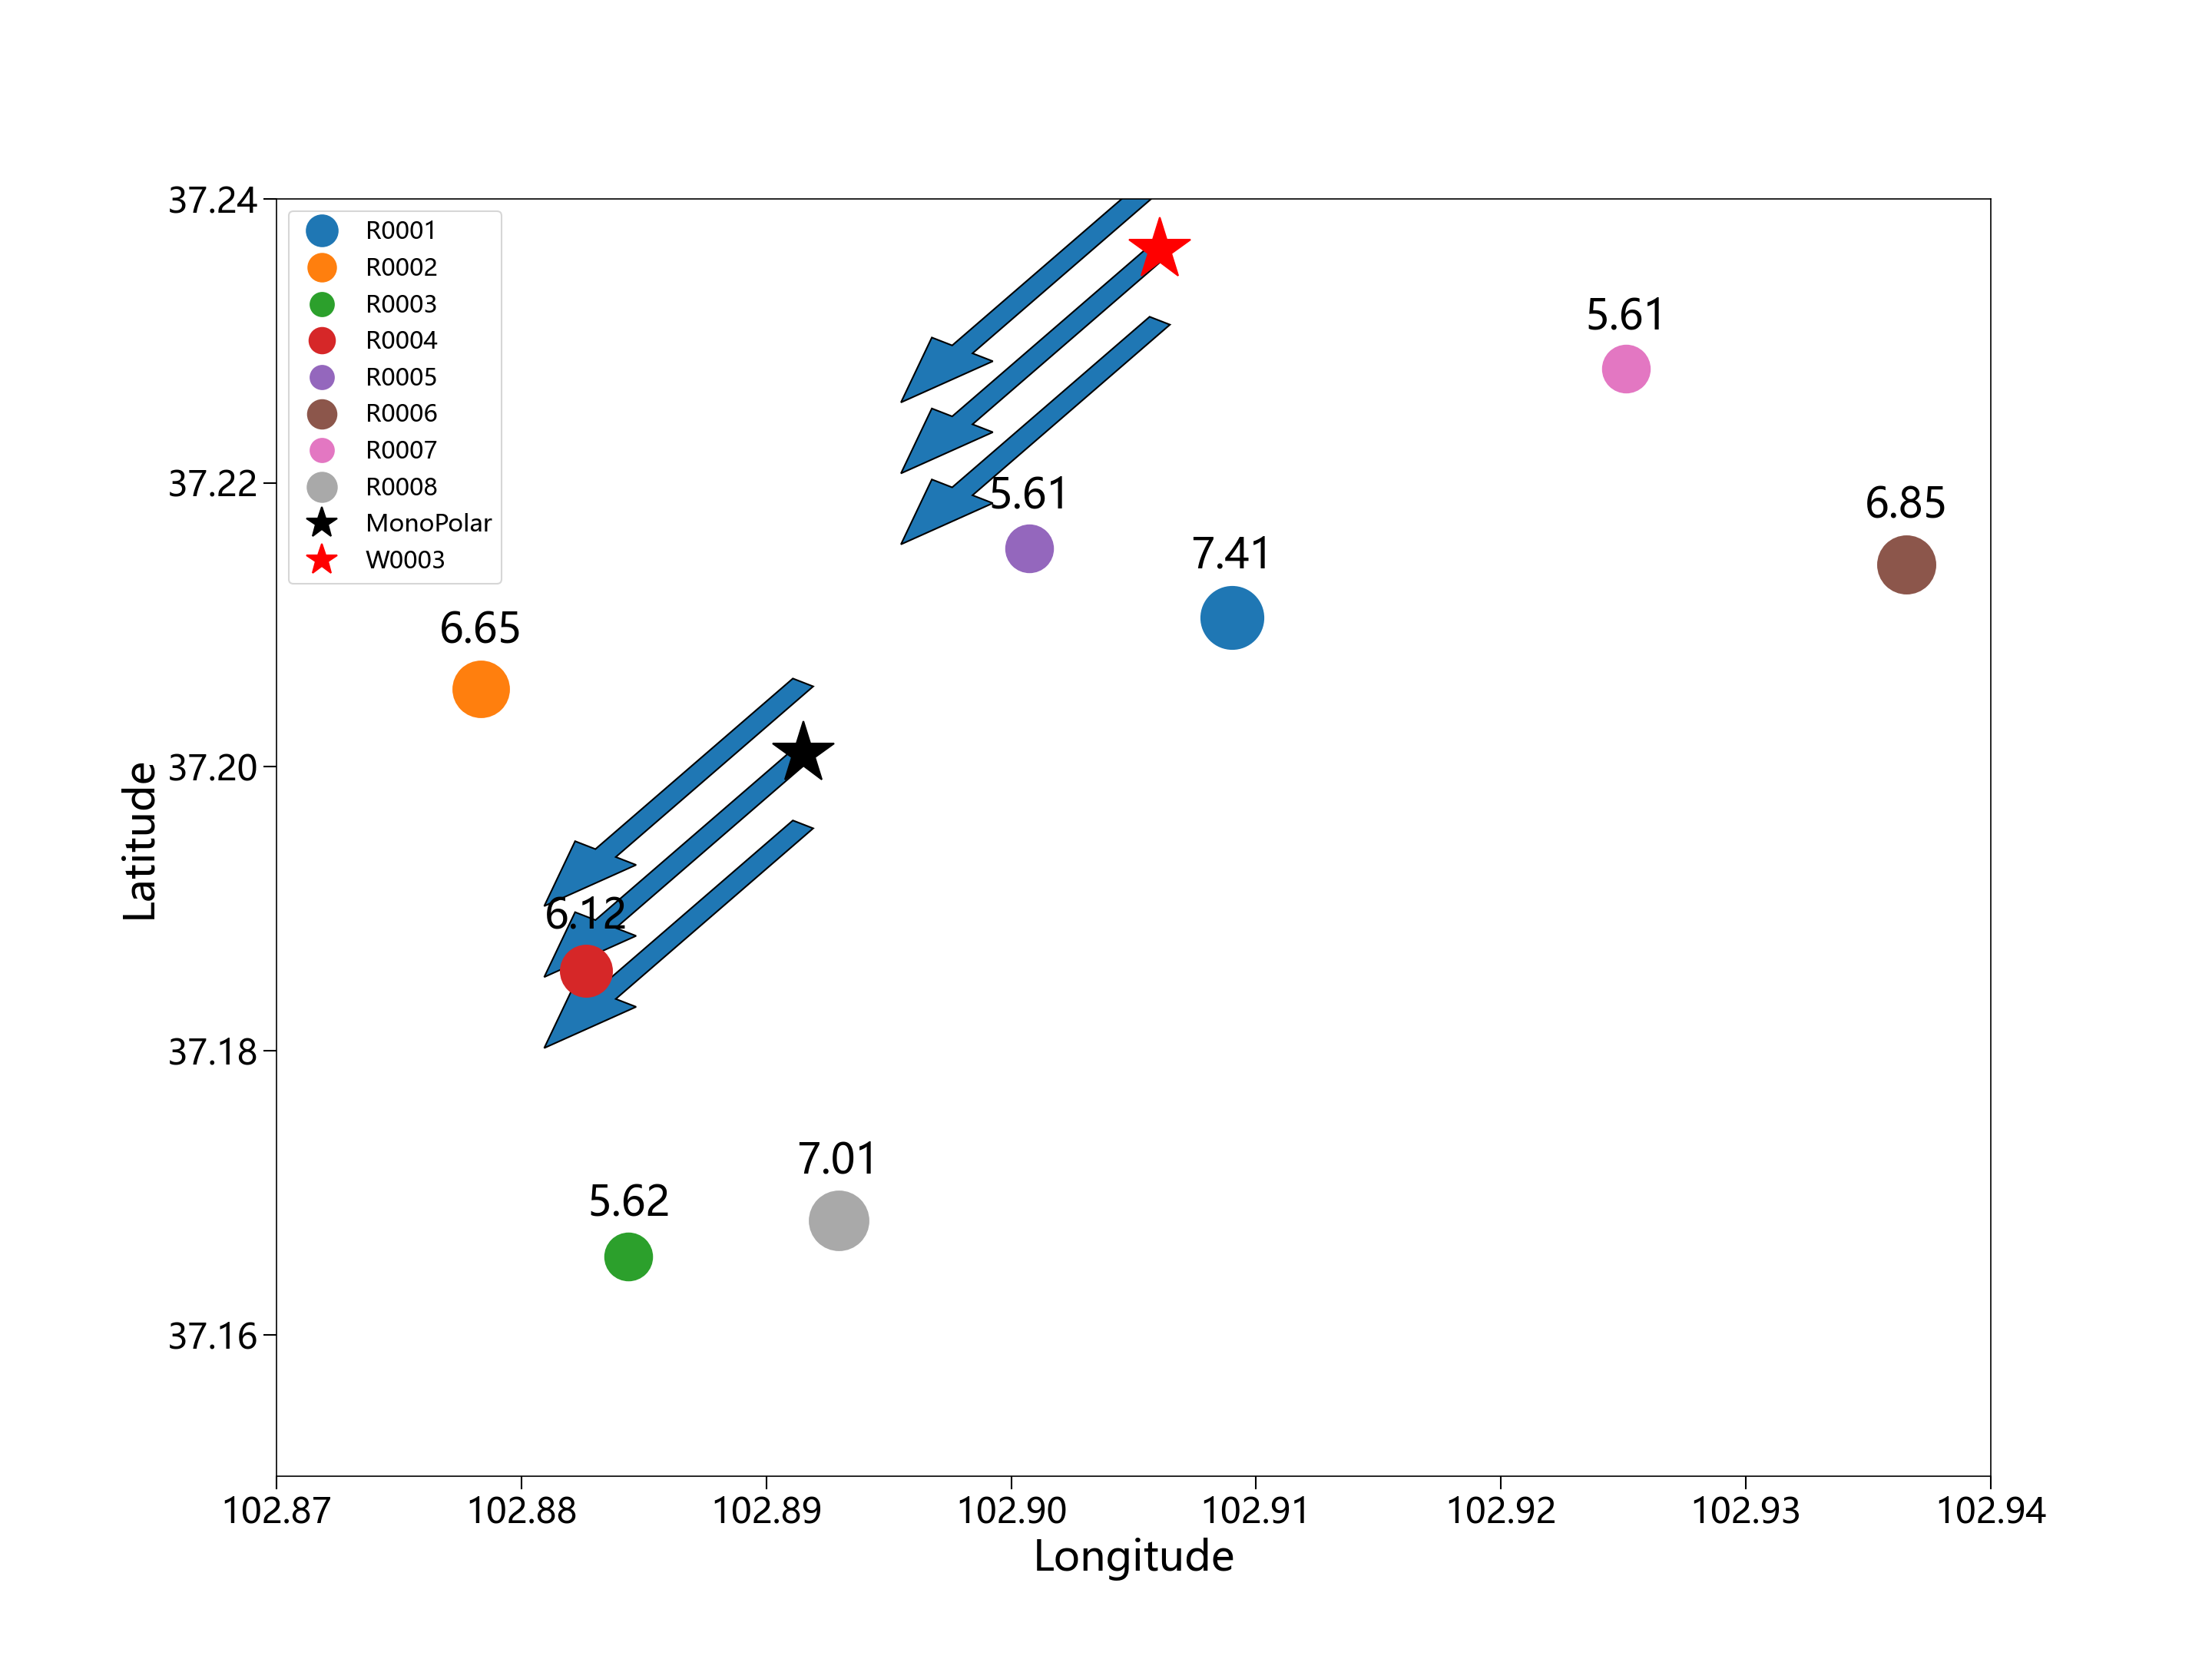 37.24
R0001
R0002
R0003
R0004
R0005
R0006
R0007
R0008
MonoPolar
W0003
5.61
37.22
5.61
6.85
7.41
6.65
37.20
Latitude
6.12
37.18
7.01
5.62
37.16
102.87 102.88 102.89 102.90 102.91 102.92 102.93 102.94
Longitude